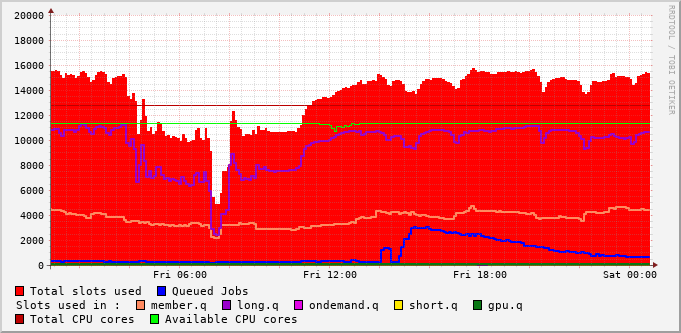 20000
18000
16000
14000
12000
10000
8000
6000
4000
2000
0
Fri 06:00 Fri 12:00 Fri 18:00 Sat 00:00
RRDTOOL / TOBI OETIKER
Total slots used Queued Jobs
Slots used in : member.q long.q ondemand.q short.q gpu.q
Total CPU cores Available CPU cores